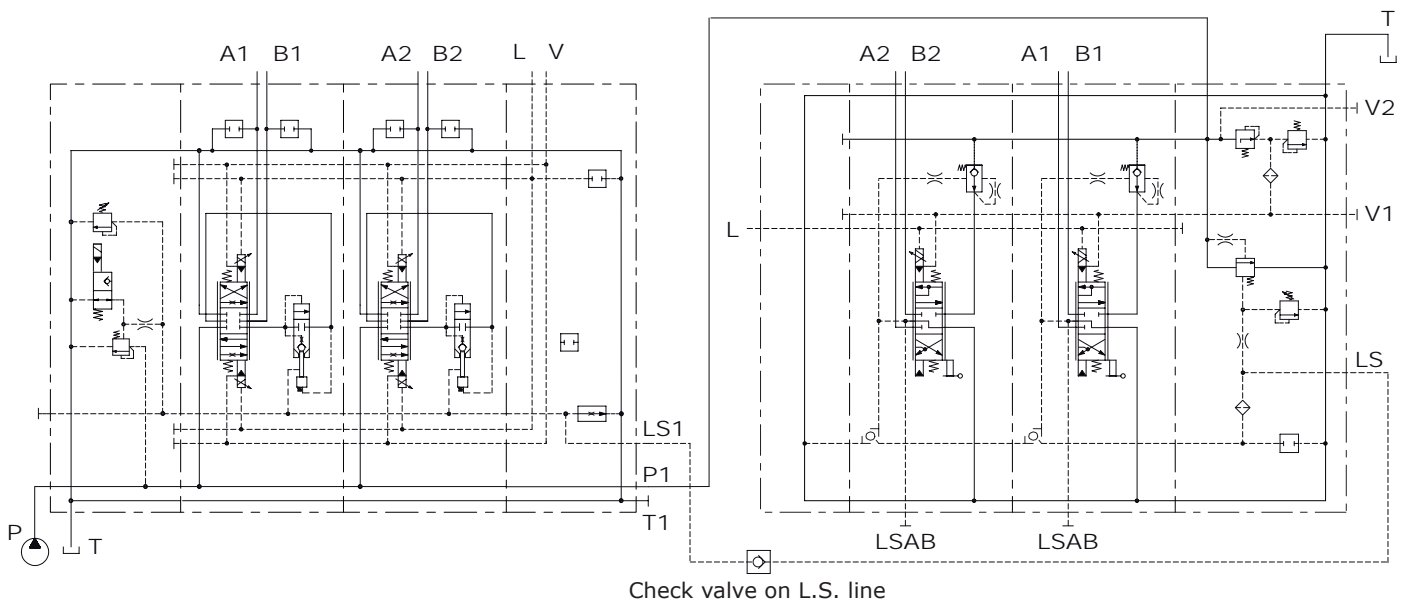 T
A1 B1 A2 B2 L V
A2 B2 A1 B1
V2
L
V1
LS
LS1
P1
T1
P
T
LSAB LSAB
Check valve on L.S. line